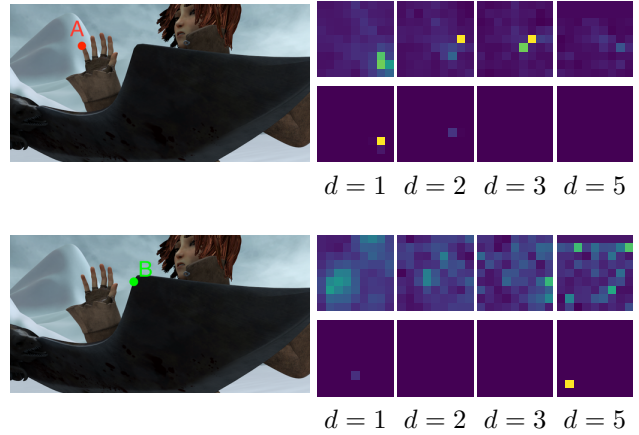 A
d = 1 d = 2 d = 3 d = 5
B
d = 1 d = 2 d = 3 d = 5